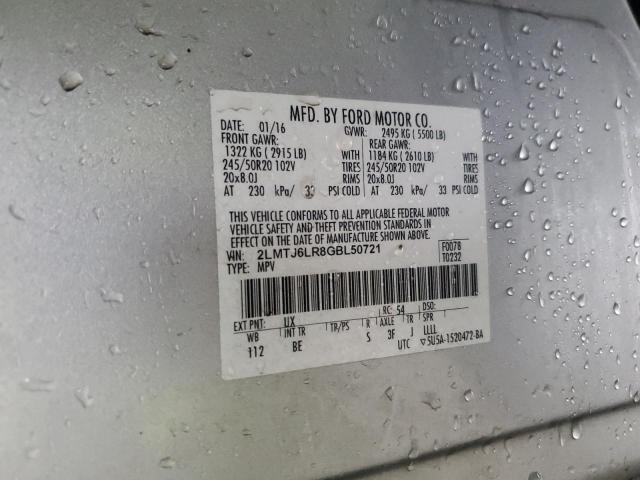 MFD. BY FORD MOTOR CO.
DATE: 01/16 GVWR: 2495 KG ( 5500 LB)
FRONT GAWR: REAR GAWR:
1322 KG ( 2915 LB) WITH 1184 KG ( 2610 LB) WITH
245/50R20 102V TIRES 245/50R20 102V TIRES
20x8.0J RIMS 20x8.0J RIMS
AT 230 kPa/ 33 PSI COLD AT 230 kPa/ 33 PSI COLD
THIS VEHICLE CONFORMS TO ALL APPLICABLE FEDERAL MOTOR
VEHICLE SAFETY AND THEFT PREVENTION STANDARDS IN
EFFECT ON THE DATE OF MANUFACTURE SHOWN ABOVE.
VIN: 2LMTJ6LR8GBL50721 F0078
TYPE: MPV T0232
EXT PNT: UX RC: 54 DSO:
WB INT TR TP/PS R AXLE TR SPR
112 BE S 3F J LLLL
UTC ▽SU5A-1520472-BA